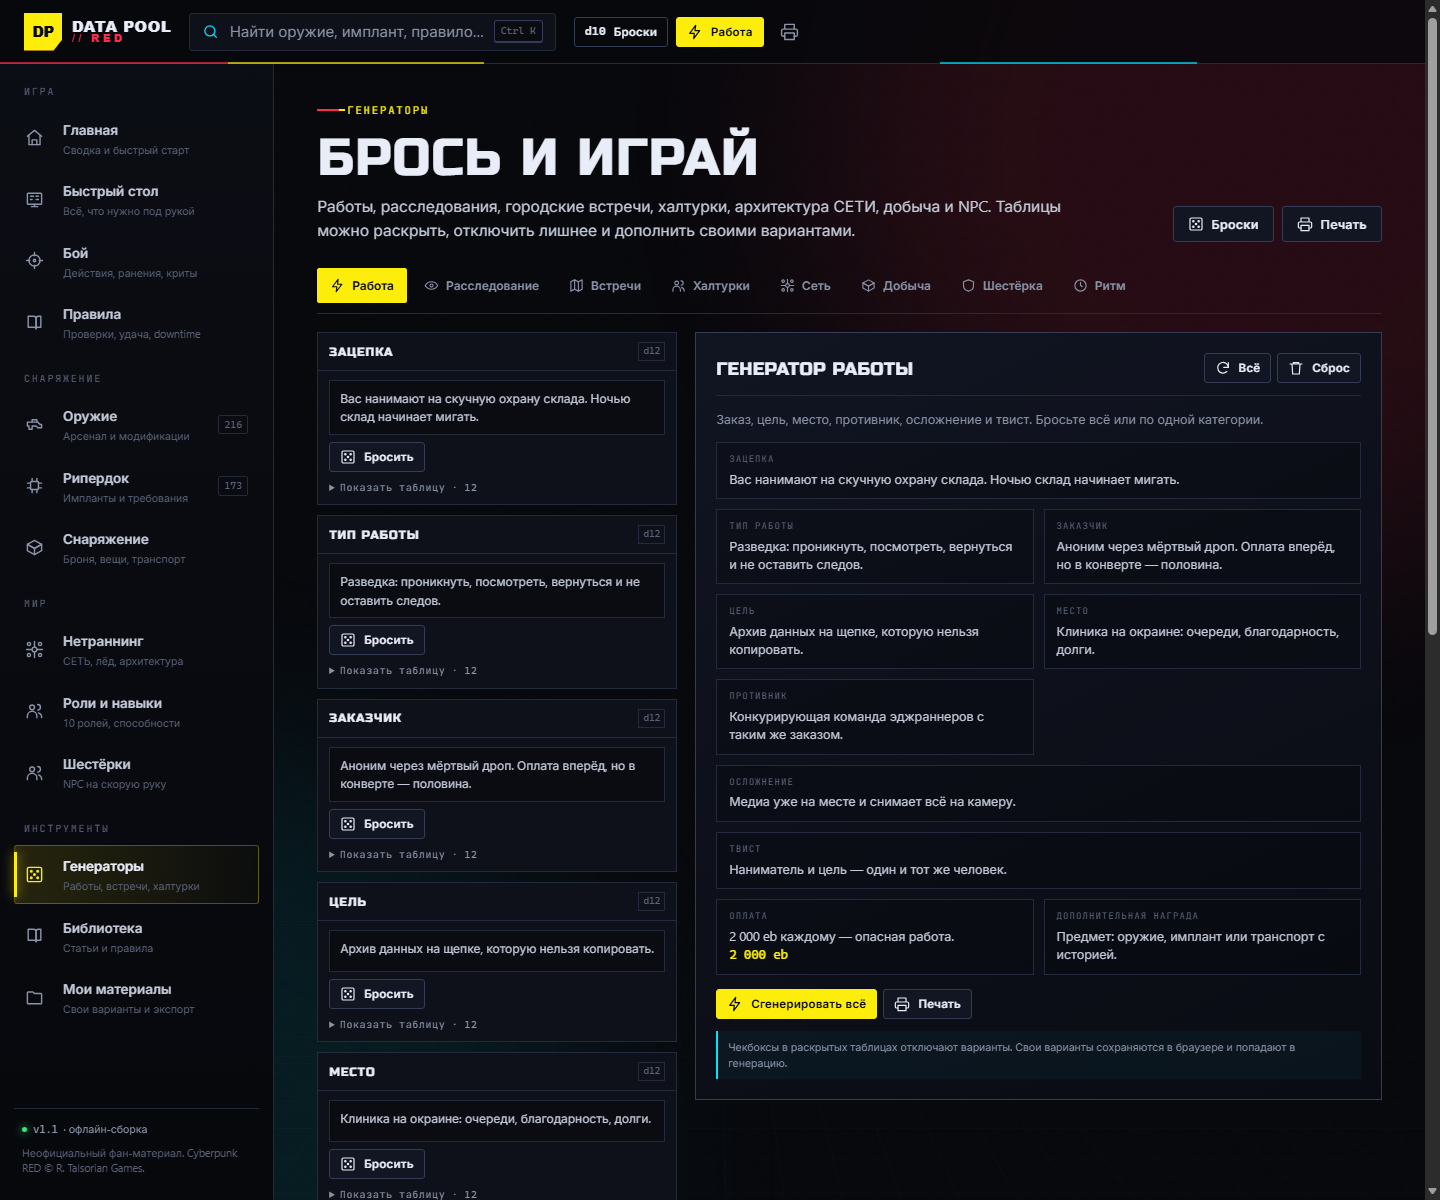 DP
DATA POOL
// RED
Найти оружие, имплант, правило...
Ctrl K
d10 Броски
Работа
ИГРА
Главная
Сводка и быстрый старт
Быстрый стол
Всё, что нужно под рукой
Бой
Действия, ранения, криты
Правила
Проверки, удача, downtime
СНАРЯЖЕНИЕ
Оружие
Арсенал и модификации
216
Рипердок
Импланты и требования
173
Снаряжение
Броня, вещи, транспорт
МИР
Нетраннинг
СЕТЬ, лёд, архитектура
Роли и навыки
10 ролей, способности
Шестёрки
NPC на скорую руку
ИНСТРУМЕНТЫ
Генераторы
Работы, встречи, халтурки
Библиотека
Статьи и правила
Мои материалы
Свои варианты и экспорт
v1.1 · офлайн-сборка
Неофициальный фан-материал. Cyberpunk
RED © R. Talsorian Games.
ГЕНЕРАТОРЫ
БРОСЬ И ИГРАЙ
Работы, расследования, городские встречи, халтурки, архитектура СЕТИ, добыча и NPC. Таблицы
можно раскрыть, отключить лишнее и дополнить своими вариантами.
Броски
Печать
Работа
Расследование
Встречи
Халтурки
Сеть
Добыча
Шестёрка
Ритм
ЗАЦЕПКА
d12
Вас нанимают на скучную охрану склада. Ночью
склад начинает мигать.
Бросить
Показать таблицу · 12
ТИП РАБОТЫ
d12
Разведка: проникнуть, посмотреть, вернуться и не
оставить следов.
Бросить
Показать таблицу · 12
ЗАКАЗЧИК
d12
Аноним через мёртвый дроп. Оплата вперёд, но в
конверте — половина.
Бросить
Показать таблицу · 12
ЦЕЛЬ
d12
Архив данных на щепке, которую нельзя копировать.
Бросить
Показать таблицу · 12
МЕСТО
d12
Клиника на окраине: очереди, благодарность, долги.
Бросить
Показать таблицу · 12
ГЕНЕРАТОР РАБОТЫ
Всё
Сброс
Заказ, цель, место, противник, осложнение и твист. Бросьте всё или по одной категории.
ЗАЦЕПКА
Вас нанимают на скучную охрану склада. Ночью склад начинает мигать.
ТИП РАБОТЫ
Разведка: проникнуть, посмотреть, вернуться
и не оставить следов.
ЗАКАЗЧИК
Аноним через мёртвый дроп. Оплата вперёд,
но в конверте — половина.
ЦЕЛЬ
Архив данных на щепке, которую нельзя
копировать.
МЕСТО
Клиника на окраине: очереди, благодарность,
долги.
ПРОТИВНИК
Конкурирующая команда эджраннеров с
таким же заказом.
ОСЛОЖНЕНИЕ
Медиа уже на месте и снимает всё на камеру.
ТВИСТ
Наниматель и цель — один и тот же человек.
ОПЛАТА
2 000 eb каждому — опасная работа.
2 000 eb
ДОПОЛНИТЕЛЬНАЯ НАГРАДА
Предмет: оружие, имплант или транспорт с
историей.
Сгенерировать всё
Печать
Чекбоксы в раскрытых таблицах отключают варианты. Свои варианты сохраняются в браузере и попадают в
генерацию.